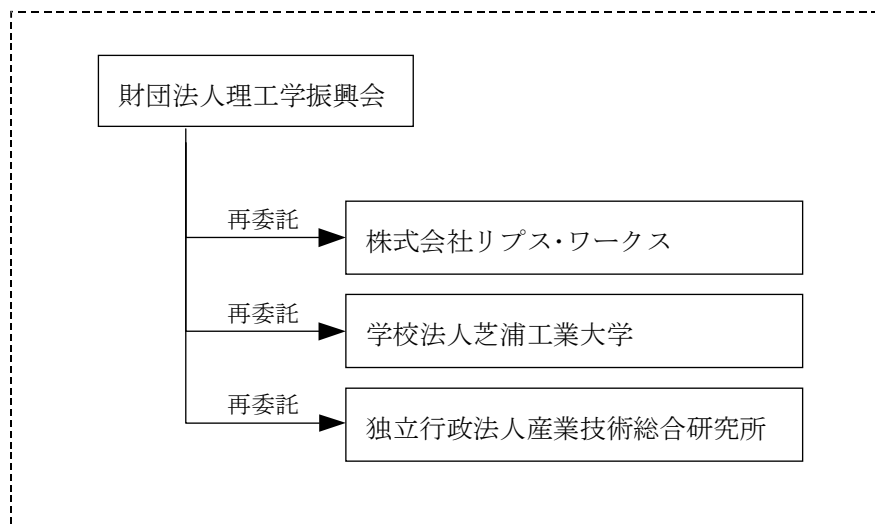 財団法人理工学振興会
再委託
株式会社リプス・ワークス
再委託
学校法人芝浦工業大学
再委託
独立行政法人産業技術総合研究所